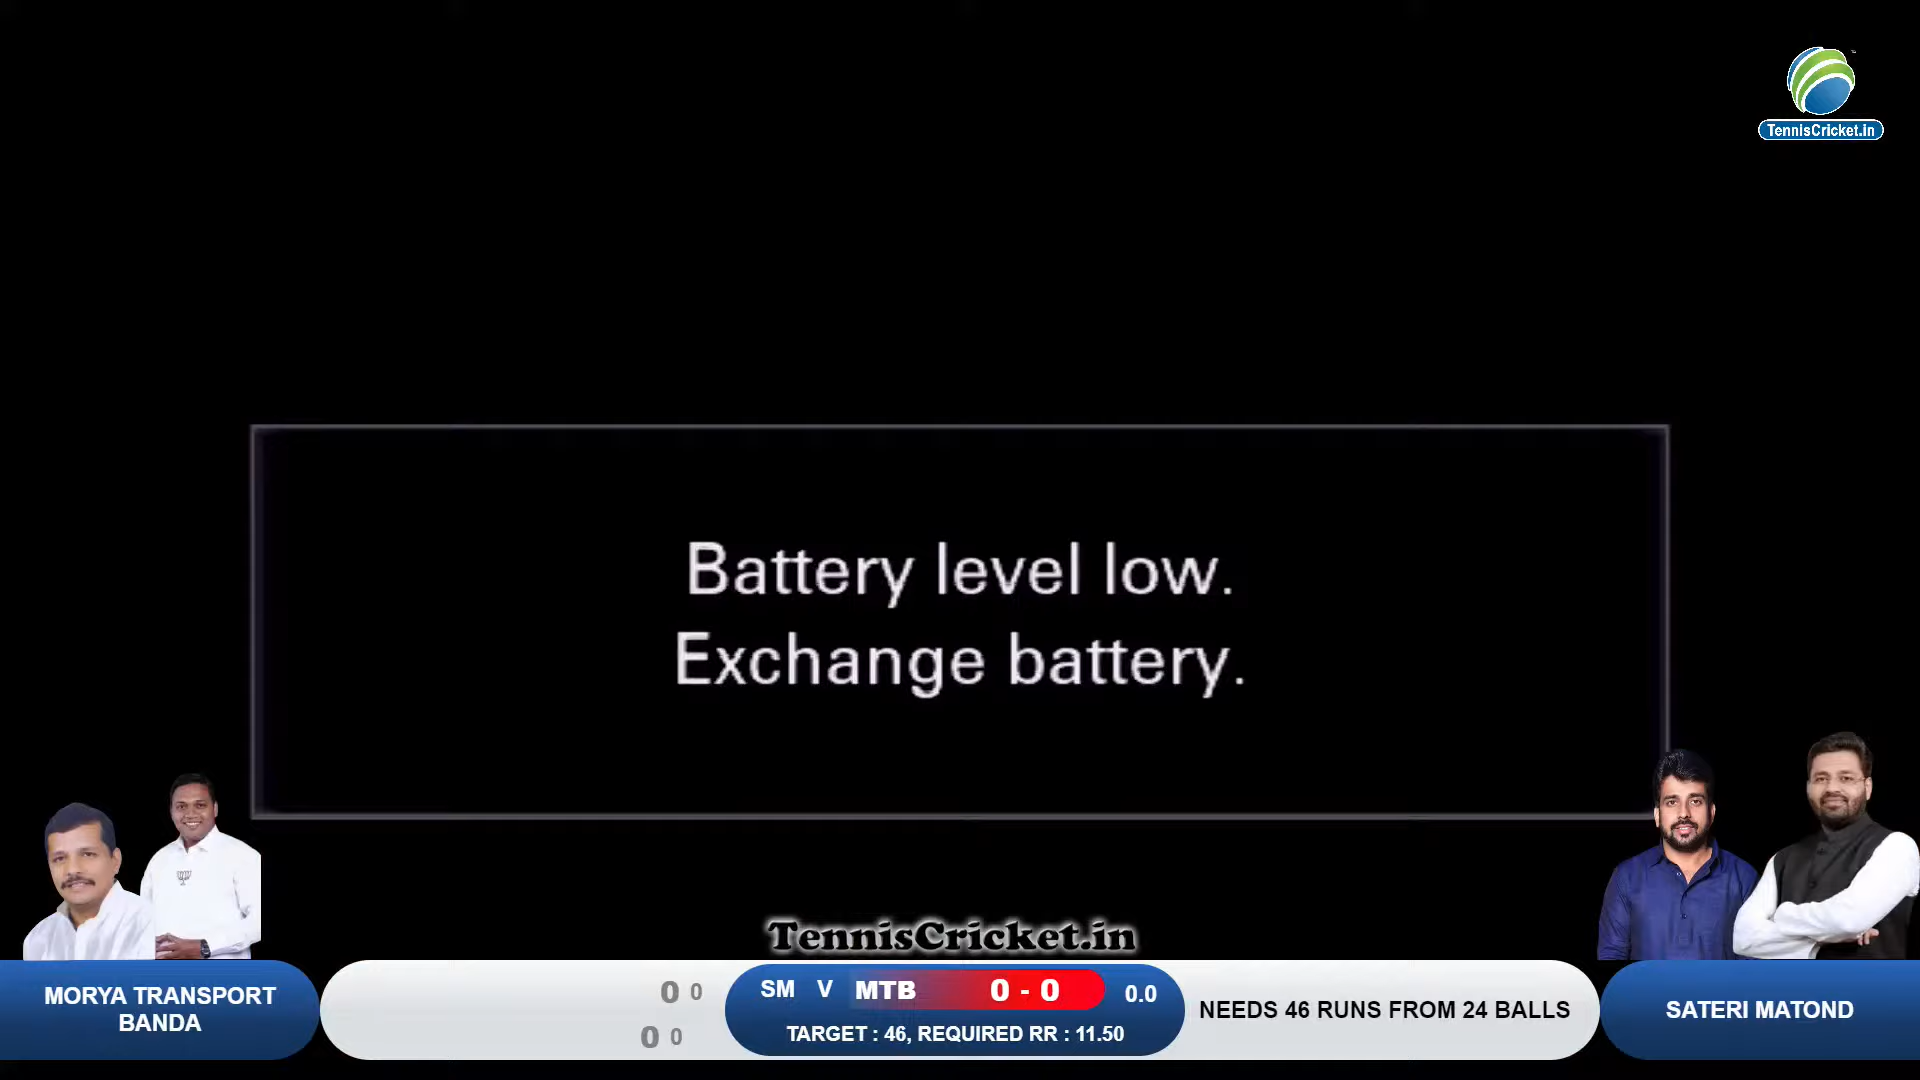 TennisCricket.in
Battery level low.
Exchange battery.
TennisCricket.in
MORYA TRANSPORT
BANDA
0 0
0 0
SM V MTB 0 - 0 0.0
TARGET : 46, REQUIRED RR : 11.50
NEEDS 46 RUNS FROM 24 BALLS
SATERI MATOND